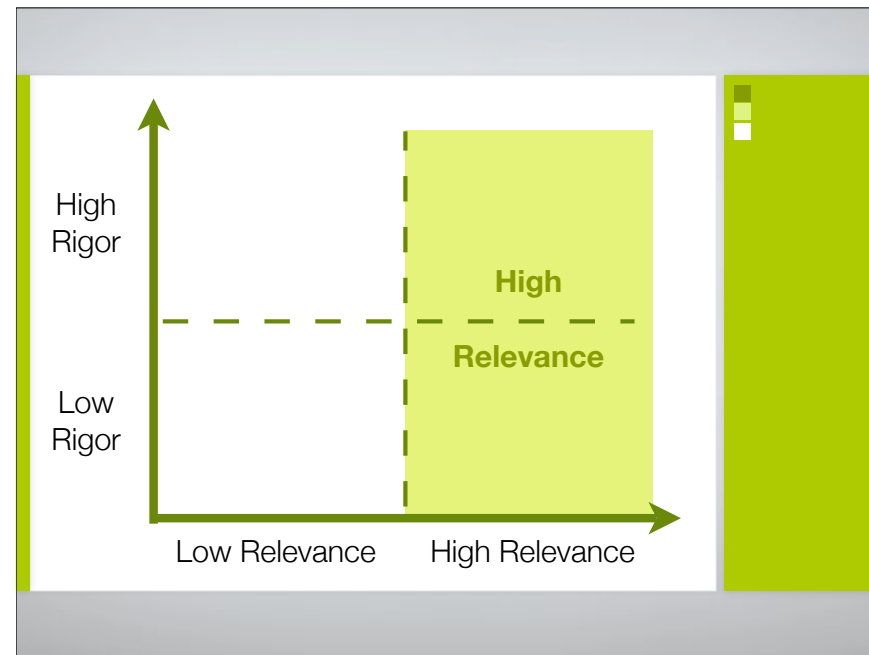 High
Rigor
High
Relevance
Low
Rigor
Low Relevance
High Relevance